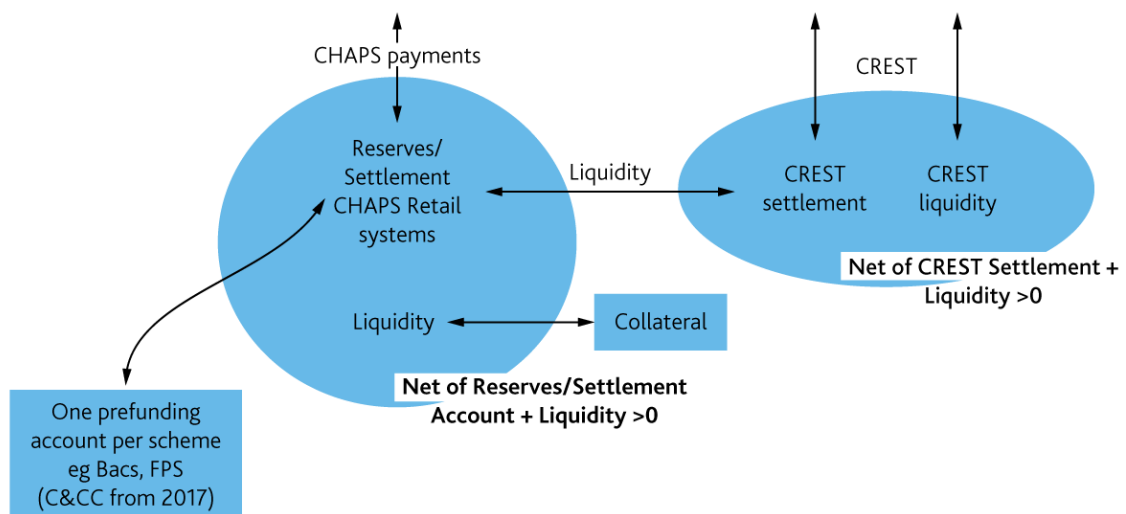 CHAPS payments
CREST
Reserves/
Settlement
CHAPS Retail
systems
Liquidity
CREST
settlement
CREST
liquidity
Net of CREST Settlement +
Liquidity >0
Liquidity
Collateral
Net of Reserves/Settlement
Account + Liquidity >0
One prefunding
account per scheme
eg Bacs, FPS
(C&CC from 2017)